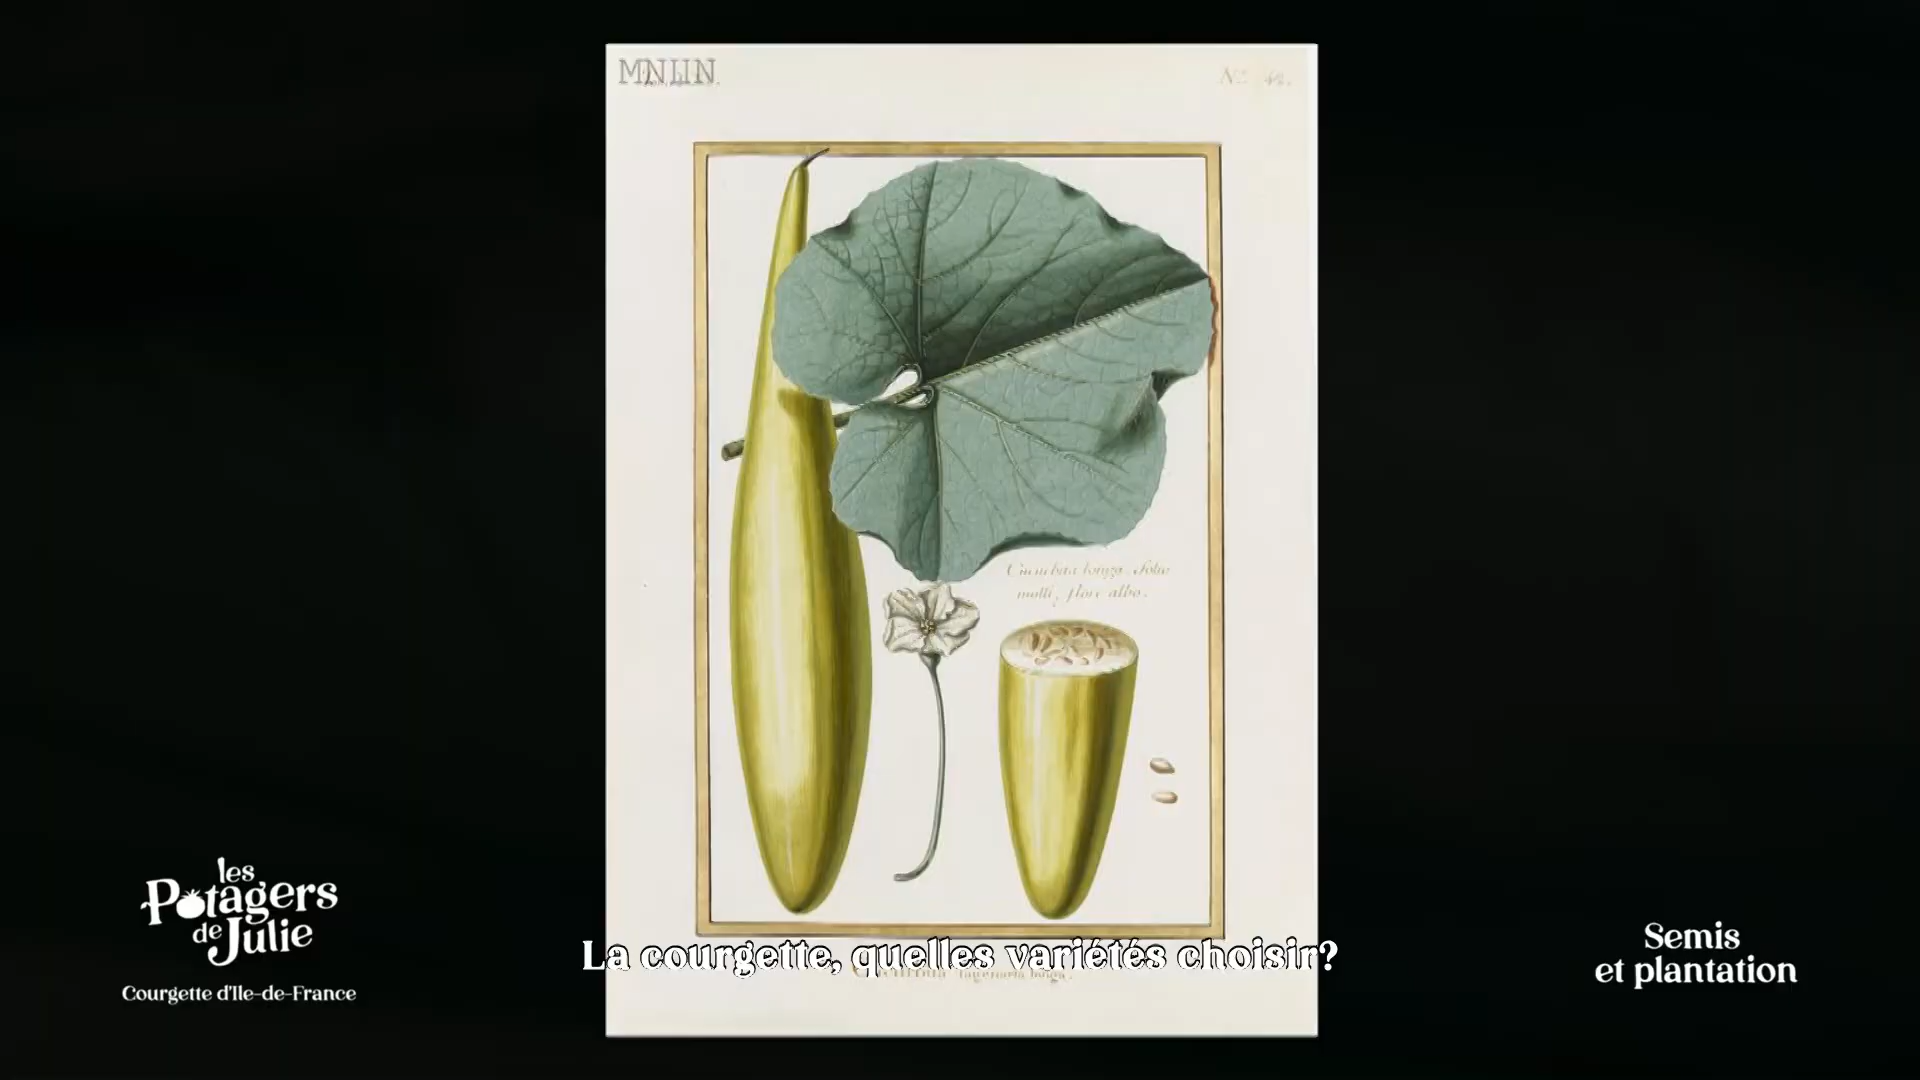 N°. 42.
Cucurbita longa, folio
molli, flore albo.
La courgette, quelles variétés choisir?
les
Potagers
de
Julie
Courgette d'Ile-de-France
Semis
et plantation